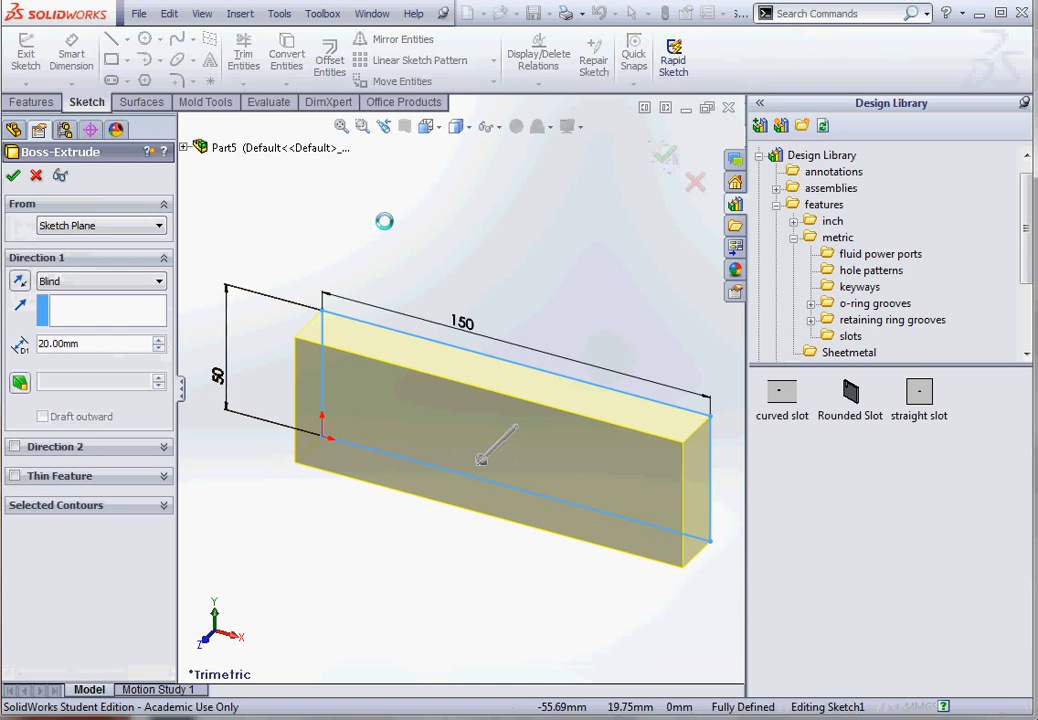 SOLIDWORKS File Edit View Insert Tools Toolbox Window Help S... Search Commands
Exit Sketch
Smart Dimension
Trim Entities
Convert Entities
Offset Entities
Mirror Entities
Linear Sketch Pattern
Move Entities
Display/Delete Relations
Repair Sketch
Quick Snaps
Rapid Sketch
Features Sketch Surfaces Mold Tools Evaluate DimXpert Office Products
Boss-Extrude
From
Sketch Plane
Direction 1
Blind
D1
20.00mm
Draft outward
Direction 2
Thin Feature
Selected Contours
Part5 (Default<<Default>_...
150
50
Y
X
Z
*Trimetric
Design Library
Design Library
annotations
assemblies
features
inch
metric
fluid power ports
hole patterns
keyways
o-ring grooves
retaining ring grooves
slots
Sheetmetal
curved slot Rounded Slot straight slot
Model Motion Study 1
SolidWorks Student Edition - Academic Use Only -55.69mm 19.75mm 0mm Fully Defined Editing Sketch1